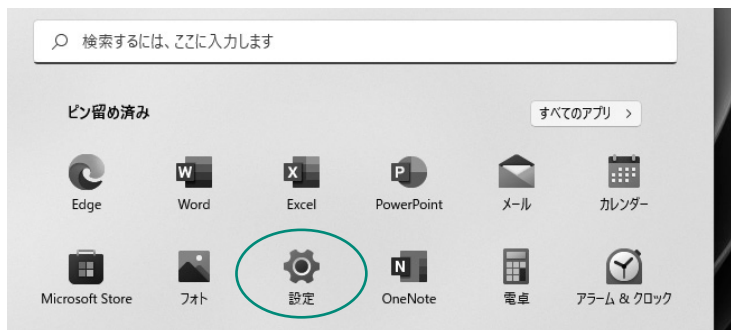 検索するには、ここに入力します
ピン留め済み
すべてのアプリ >
Edge
Word
Excel
PowerPoint
メール
カレンダー
Microsoft Store
フォト
設定
OneNote
電卓
アラーム & クロック